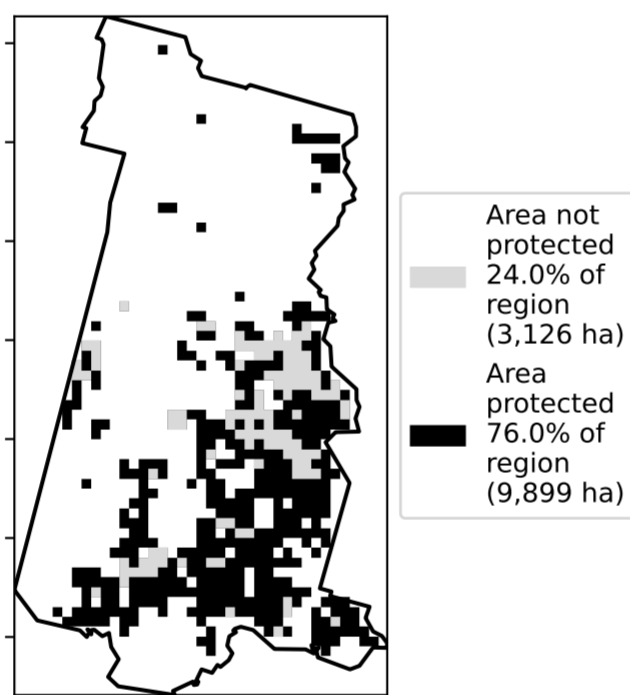 Area not
protected
24.0% of
region
(3,126 ha)
Area
protected
76.0% of
region
(9,899 ha)